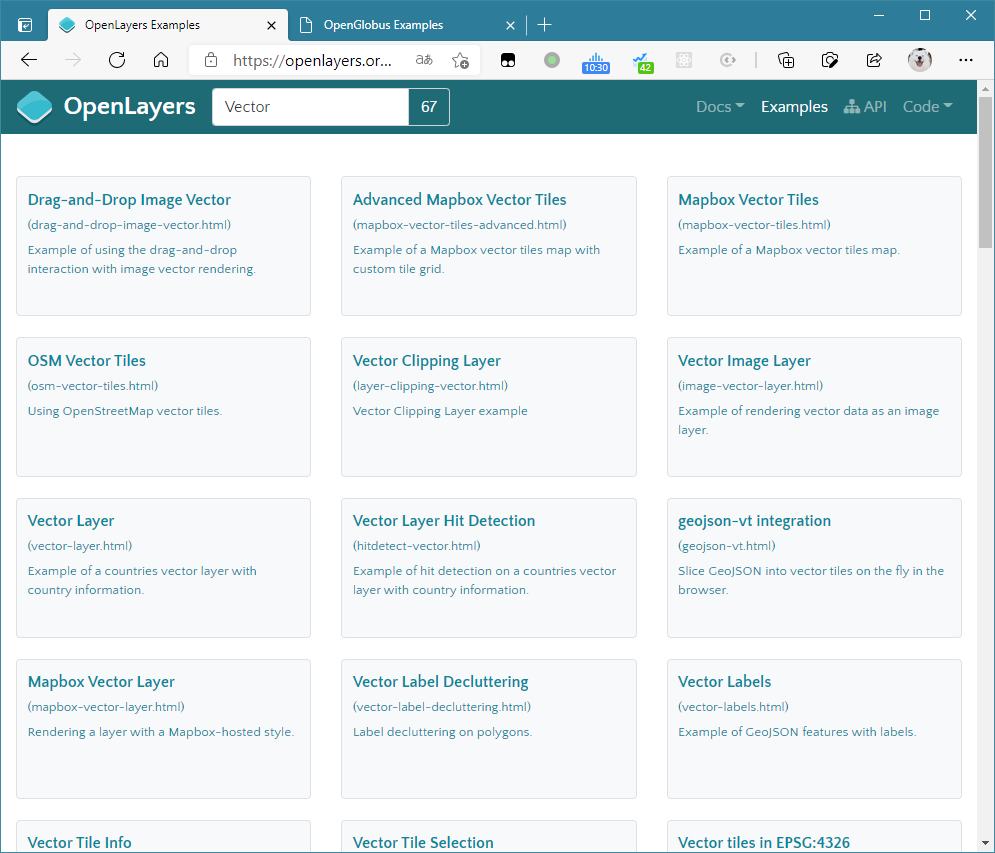 OpenLayers Examples
OpenGlobus Examples
https://openlayers.or...
aあ
10:30
42
OpenLayers
Vector
67
Docs
Examples
API
Code
Drag-and-Drop Image Vector
(drag-and-drop-image-vector.html)
Example of using the drag-and-drop
interaction with image vector rendering.
Advanced Mapbox Vector Tiles
(mapbox-vector-tiles-advanced.html)
Example of a Mapbox vector tiles map with
custom tile grid.
Mapbox Vector Tiles
(mapbox-vector-tiles.html)
Example of a Mapbox vector tiles map.
OSM Vector Tiles
(osm-vector-tiles.html)
Using OpenStreetMap vector tiles.
Vector Clipping Layer
(layer-clipping-vector.html)
Vector Clipping Layer example
Vector Image Layer
(image-vector-layer.html)
Example of rendering vector data as an image
layer.
Vector Layer
(vector-layer.html)
Example of a countries vector layer with
country information.
Vector Layer Hit Detection
(hitdetect-vector.html)
Example of hit detection on a countries vector
layer with country information.
geojson-vt integration
(geojson-vt.html)
Slice GeoJSON into vector tiles on the fly in the
browser.
Mapbox Vector Layer
(mapbox-vector-layer.html)
Rendering a layer with a Mapbox-hosted style.
Vector Label Decluttering
(vector-label-decluttering.html)
Label decluttering on polygons.
Vector Labels
(vector-labels.html)
Example of GeoJSON features with labels.
Vector Tile Info
Vector Tile Selection
Vector tiles in EPSG:4326